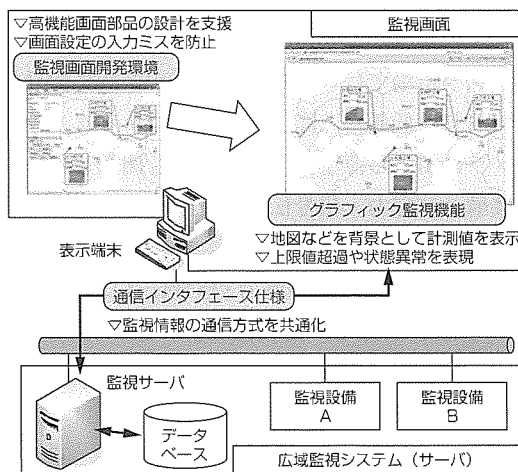 ▽高機能画面部品の設計を支援
▽画面設定の入力ミスを防止
監視画面開発環境
監視画面
グラフィック監視機能
▽地図などを背景として計測値を表示
▽上限値超過や状態異常を表現
表示端末
通信インタフェース仕様
▽監視情報の通信方式を共通化
監視サーバ
データ
ベース
監視設備
A
監視設備
B
広域監視システム（サーバ）